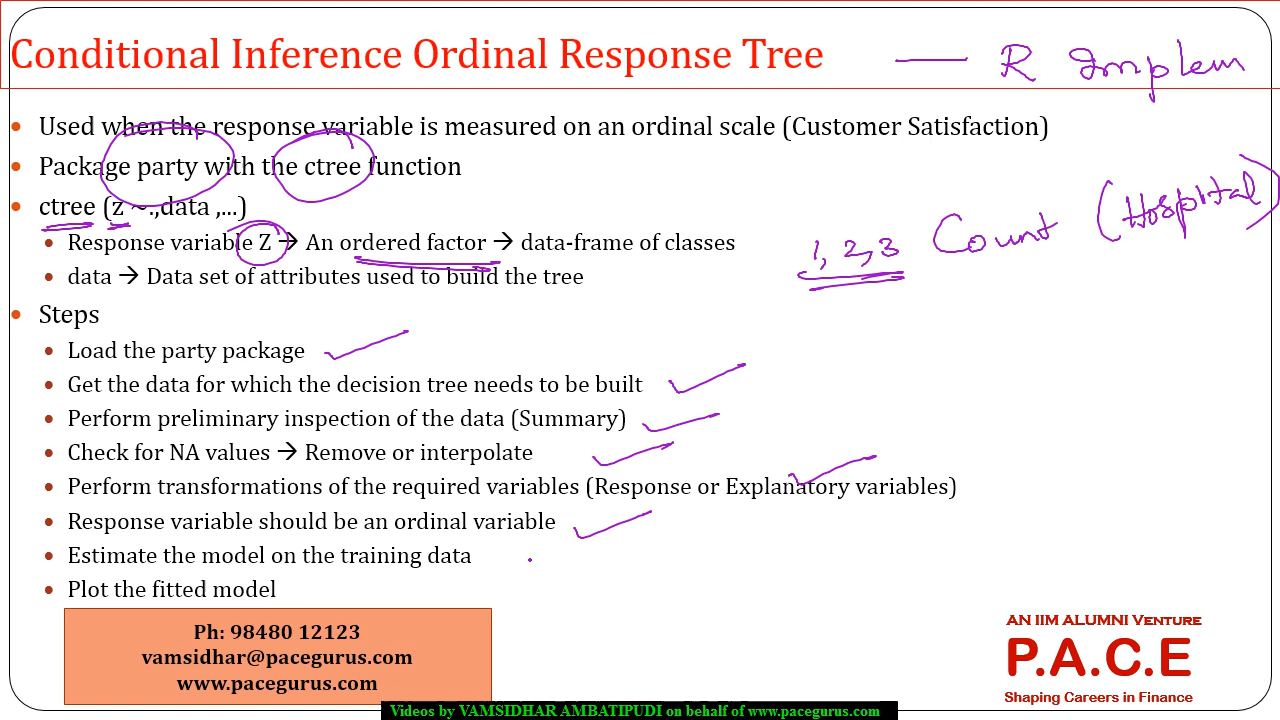 Conditional Inference Ordinal Response Tree — R Implem
• Used when the response variable is measured on an ordinal scale (Customer Satisfaction)
• Package party with the ctree function
• ctree (z ~.,data ,...)
• Response variable Z → An ordered factor → data-frame of classes
1, 2, 3 Count (Hospital)
• data → Data set of attributes used to build the tree
• Steps
• Load the party package
• Get the data for which the decision tree needs to be built
• Perform preliminary inspection of the data (Summary)
• Check for NA values → Remove or interpolate
• Perform transformations of the required variables (Response or Explanatory variables)
• Response variable should be an ordinal variable
• Estimate the model on the training data
• Plot the fitted model
Ph: 98480 12123
vamsidhar@pacegurus.com
www.pacegurus.com
AN IIM ALUMNI VENTURE
P.A.C.E
Shaping Careers in Finance
Videos by VAMSIDHAR AMBATIPUDI on behalf of www.pacegurus.com